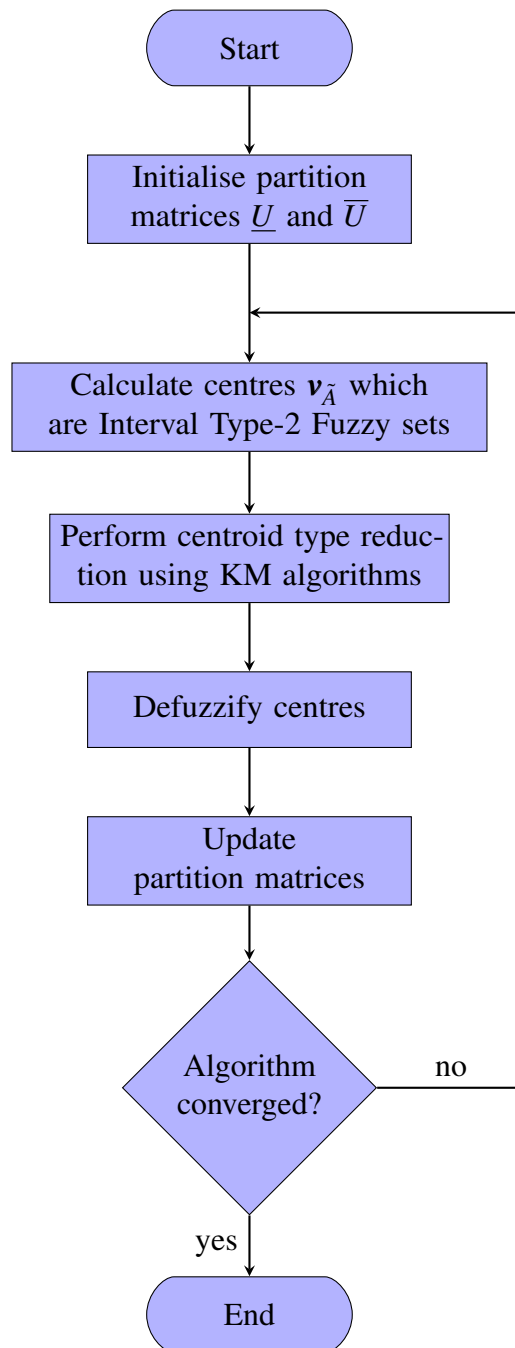 Start
Initialise partition
matrices U̲ and U̅
Calculate centres 𝒗_Ã which
are Interval Type-2 Fuzzy sets
Perform centroid type reduc-
tion using KM algorithms
Defuzzify centres
Update
partition matrices
Algorithm
converged?
no
yes
End